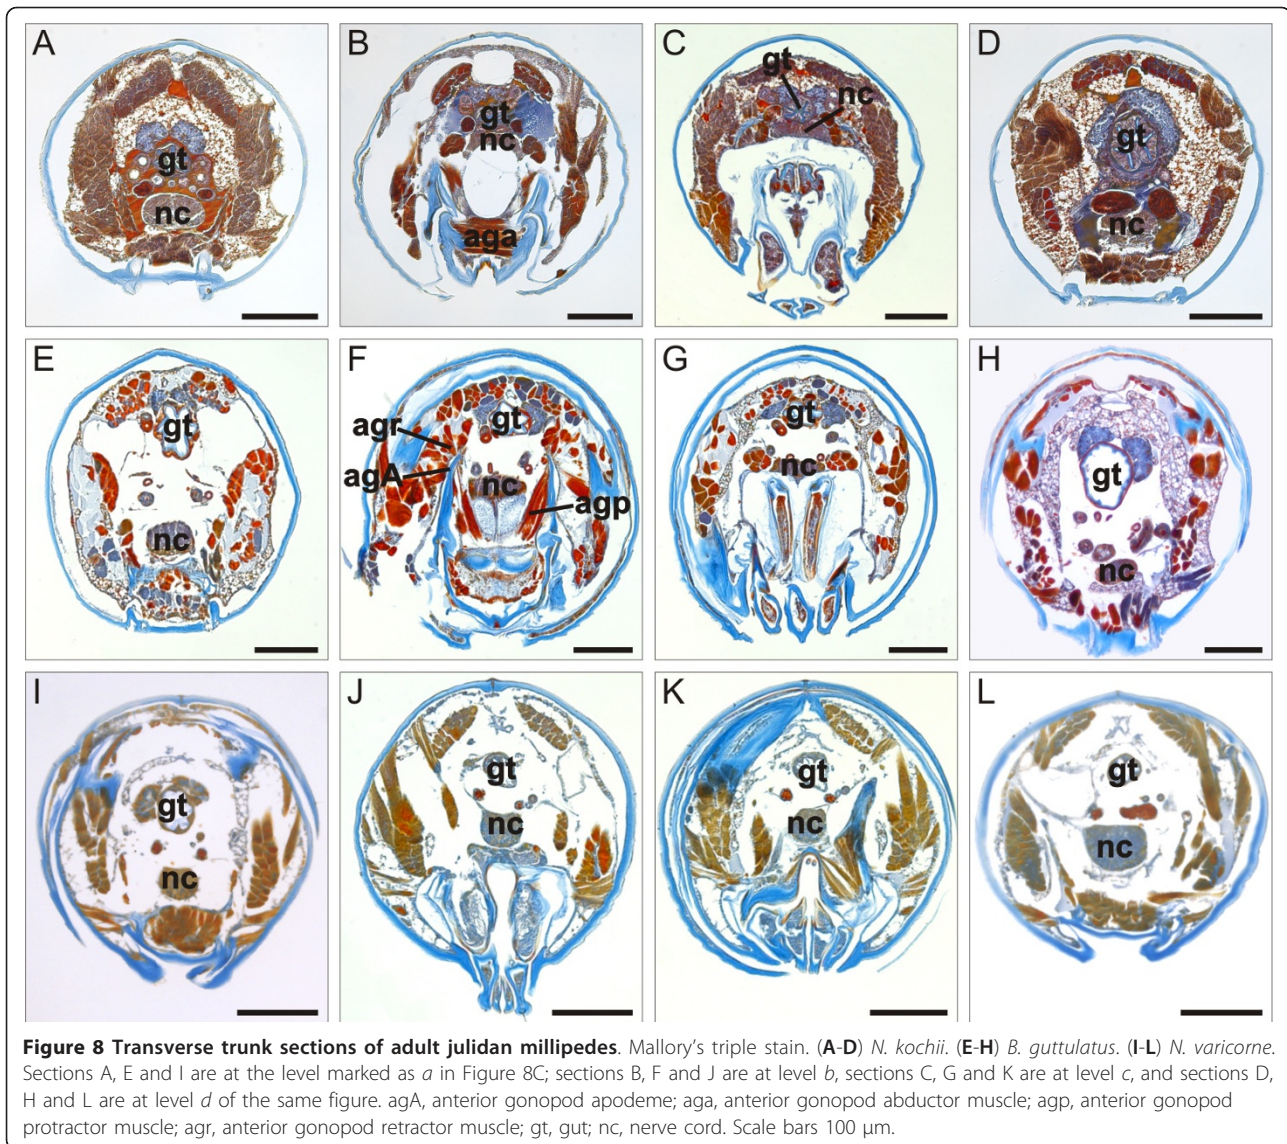 A
B
C
D
gt
nc
gt
nc
aga
gt
nc
gt
nc
E
F
G
H
gt
nc
agr
agA
gt
nc
agp
gt
nc
gt
nc
I
J
K
L
gt
nc
gt
nc
gt
nc
gt
nc
Figure 8 Transverse trunk sections of adult julidan millipedes. Mallory's triple stain. (A-D) N. kochii. (E-H) B. guttulatus. (I-L) N. varicorne.
Sections A, E and I are at the level marked as a in Figure 8C; sections B, F and J are at level b, sections C, G and K are at level c, and sections D,
H and L are at level d of the same figure. agA, anterior gonopod apodeme; aga, anterior gonopod abductor muscle; agp, anterior gonopod
protractor muscle; agr, anterior gonopod retractor muscle; gt, gut; nc, nerve cord. Scale bars 100 μm.